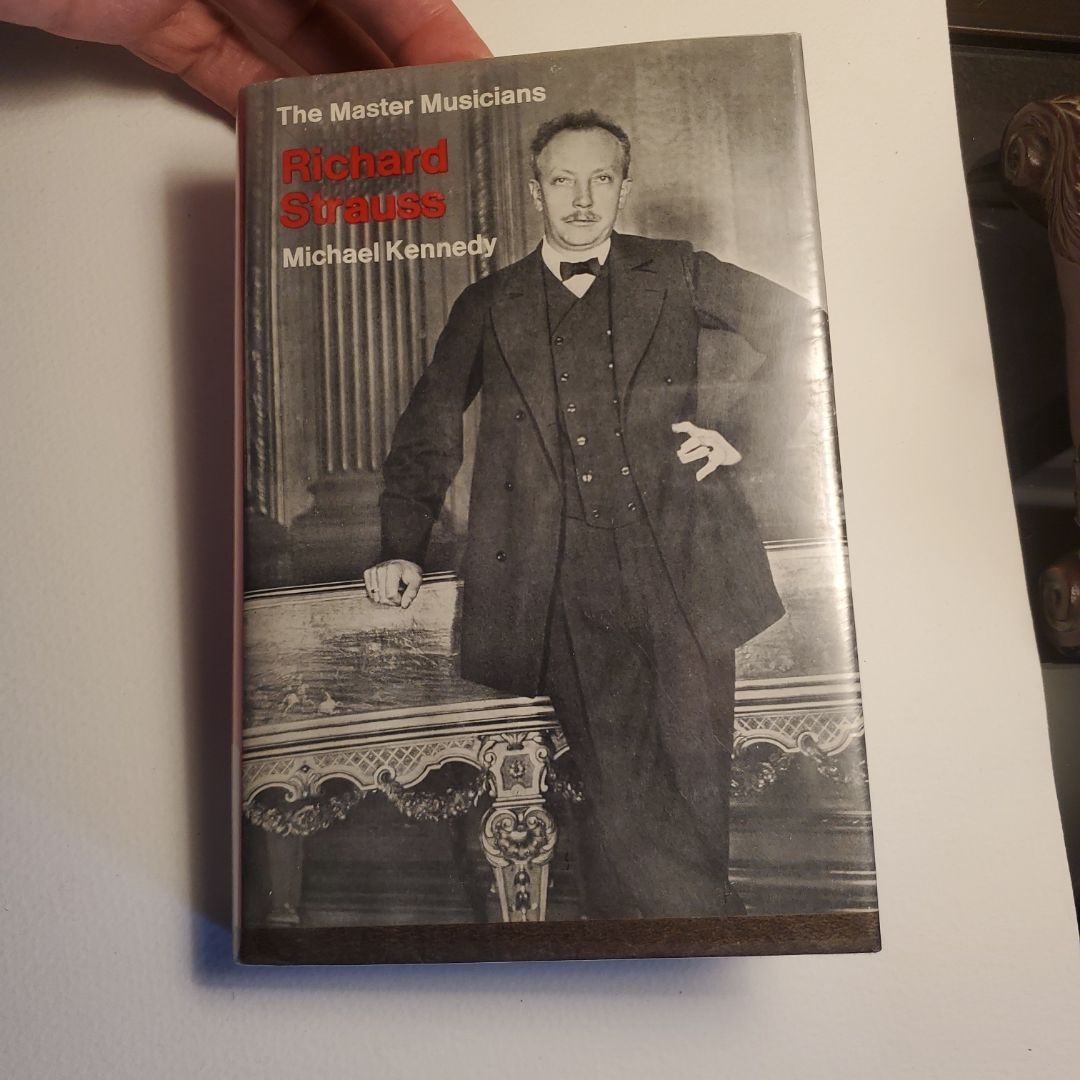 The Master Musicians
Richard
Strauss
Michael Kennedy